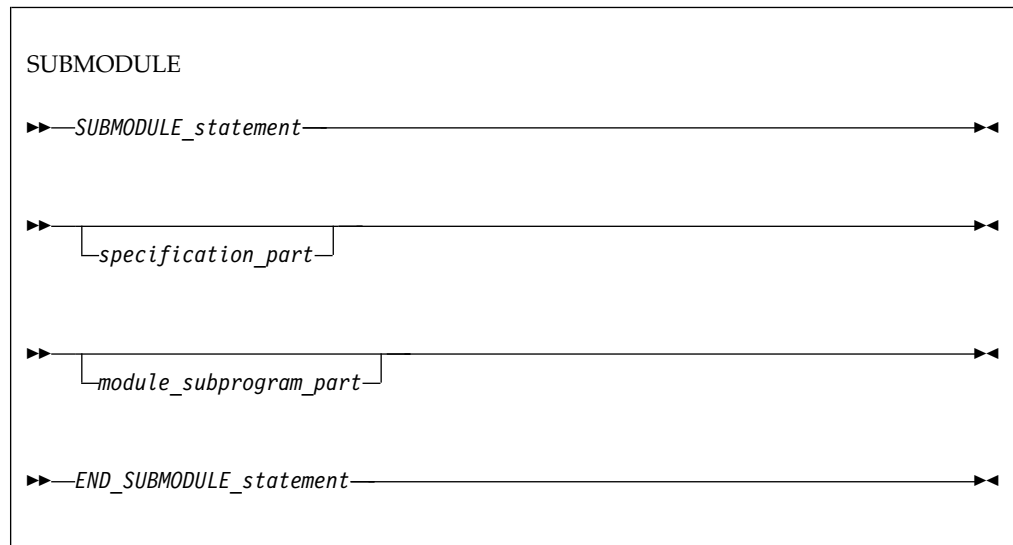 SUBMODULE
SUBMODULE_statement
specification_part
module_subprogram_part
END_SUBMODULE_statement